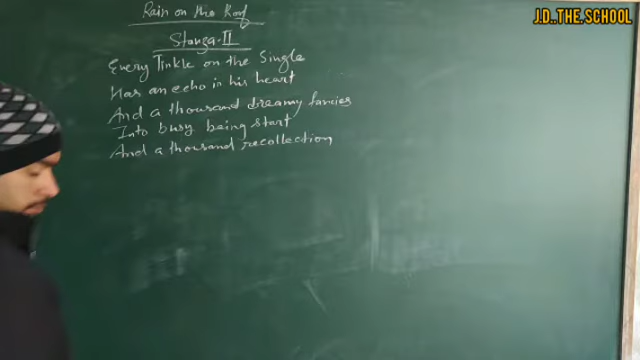 Rain on the Roof
J.D..THE.SCHOOL
Stanza-II
Every Tinkle on the Single
Has an echo in his heart
And a thousand dreamy fancies
Into busy being start
And a thousand recollection